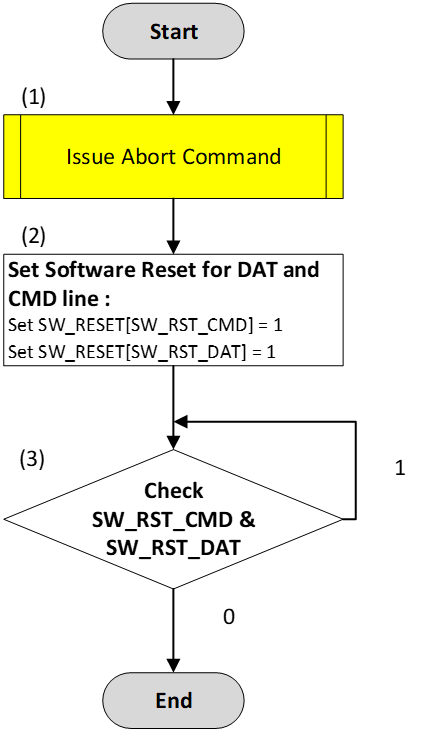 Start
(1)
Issue Abort Command
(2)
Set Software Reset for DAT and
CMD line :
Set SW_RESET[SW_RST_CMD] = 1
Set SW_RESET[SW_RST_DAT] = 1
(3)
Check
SW_RST_CMD &
SW_RST_DAT
1
0
End